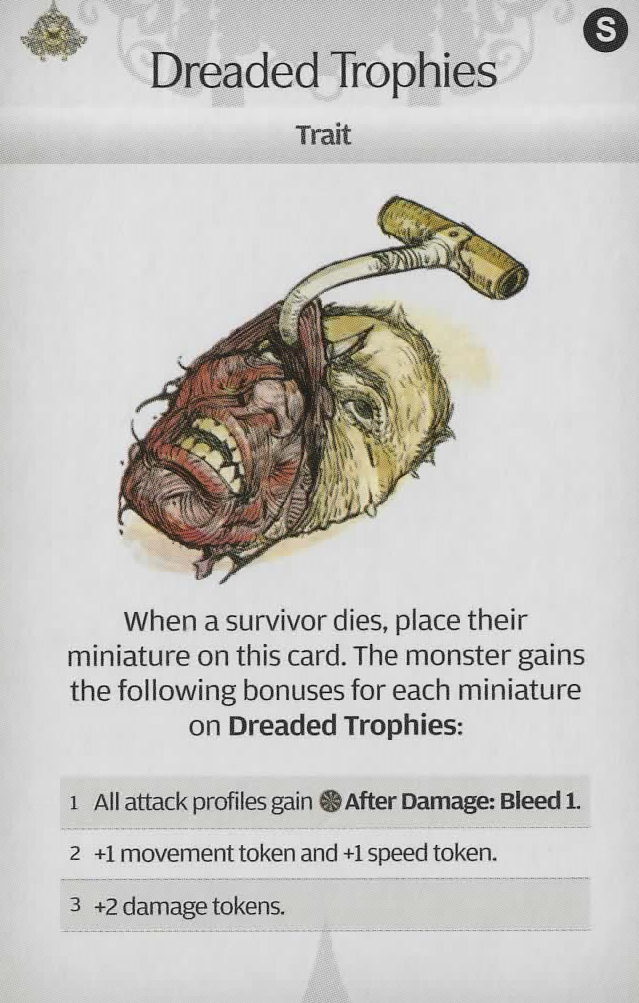 S
Dreaded Trophies
Trait
When a survivor dies, place their
miniature on this card. The monster gains
the following bonuses for each miniature
on Dreaded Trophies:
1 All attack profiles gain After Damage: Bleed 1.
2 +1 movement token and +1 speed token.
3 +2 damage tokens.